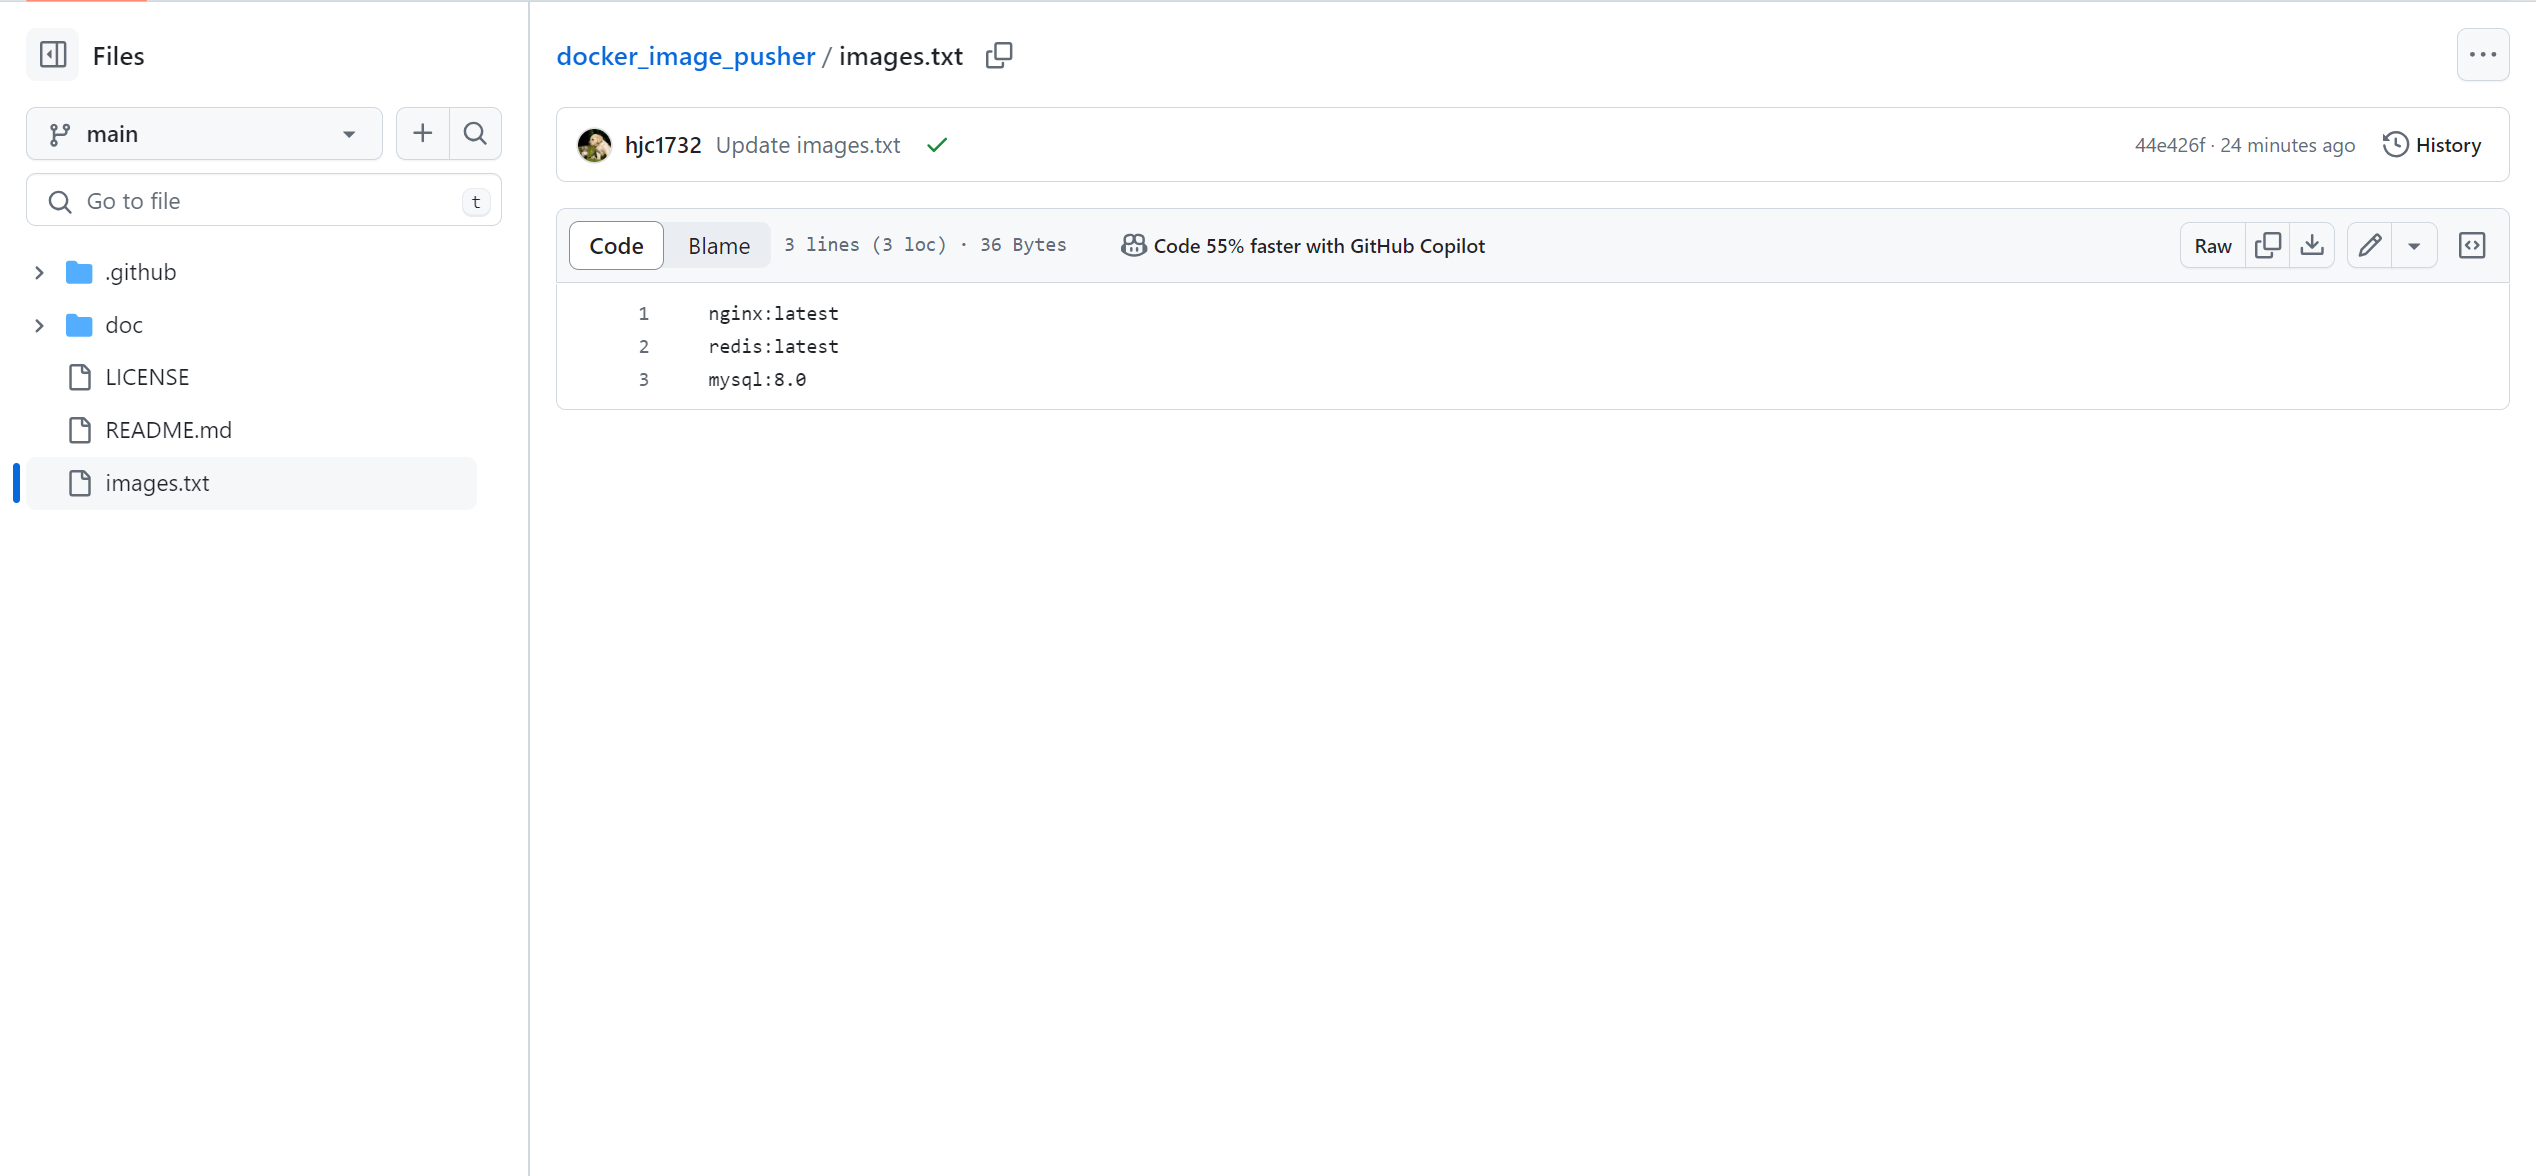 Files
main
Go to file
t
.github
doc
LICENSE
README.md
images.txt
docker_image_pusher / images.txt
hjc1732 Update images.txt
44e426f · 24 minutes ago
History
Code
Blame
3 lines (3 loc) · 36 Bytes
Code 55% faster with GitHub Copilot
Raw
1 nginx:latest
2 redis:latest
3 mysql:8.0